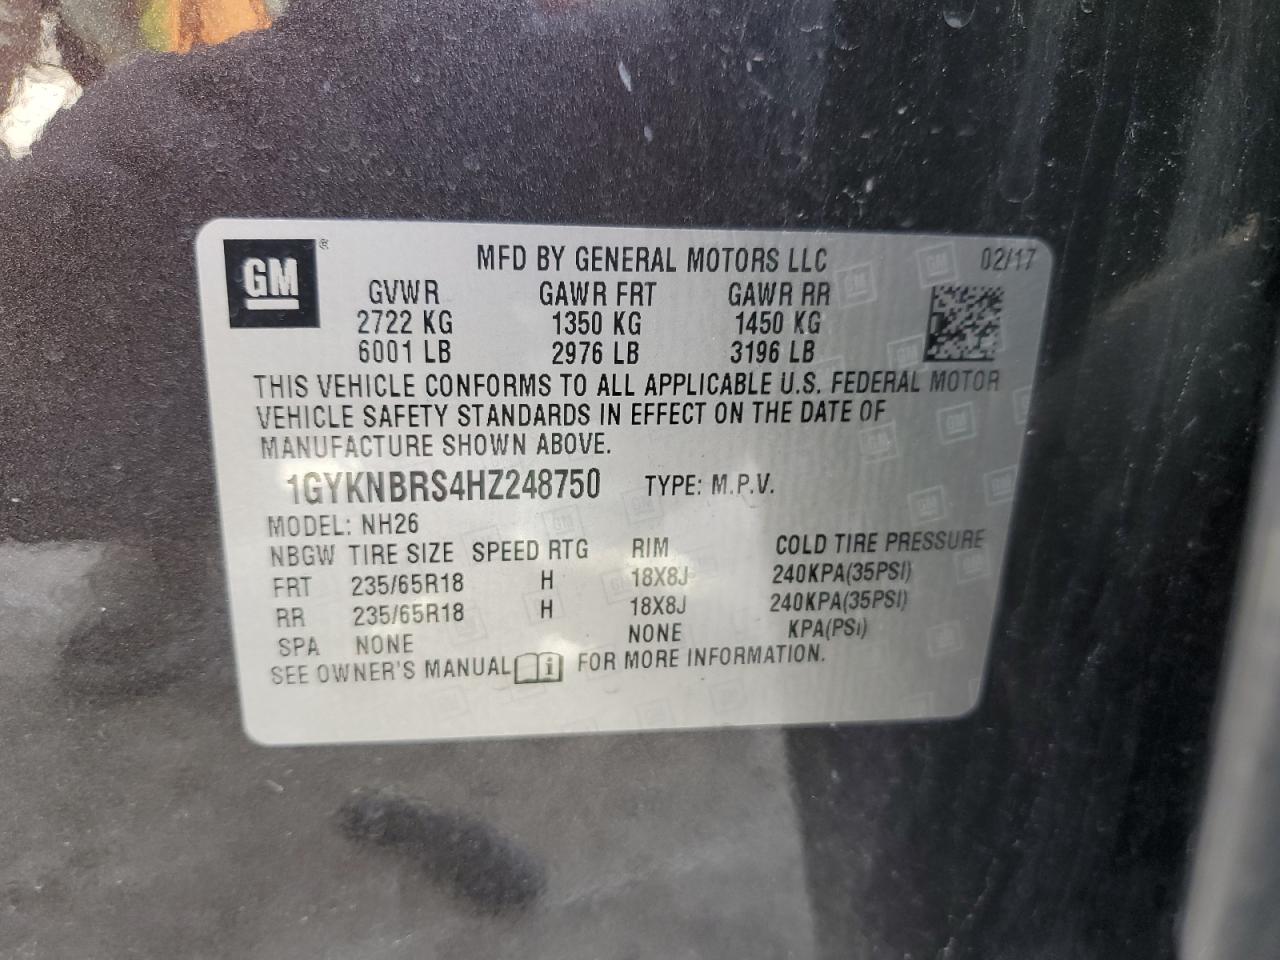 GM ® MFD BY GENERAL MOTORS LLC 02/17
GVWR GAWR FRT GAWR RR
2722 KG 1350 KG 1450 KG
6001 LB 2976 LB 3196 LB
THIS VEHICLE CONFORMS TO ALL APPLICABLE U.S. FEDERAL MOTOR
VEHICLE SAFETY STANDARDS IN EFFECT ON THE DATE OF
MANUFACTURE SHOWN ABOVE.
1GYKNBRS4HZ248750 TYPE: M.P.V.
MODEL: NH26
NBGW TIRE SIZE SPEED RTG RIM COLD TIRE PRESSURE
FRT 235/65R18 H 18X8J 240KPA(35PSI)
RR 235/65R18 H 18X8J 240KPA(35PSI)
SPA NONE NONE KPA(PSI)
SEE OWNER'S MANUAL i FOR MORE INFORMATION.